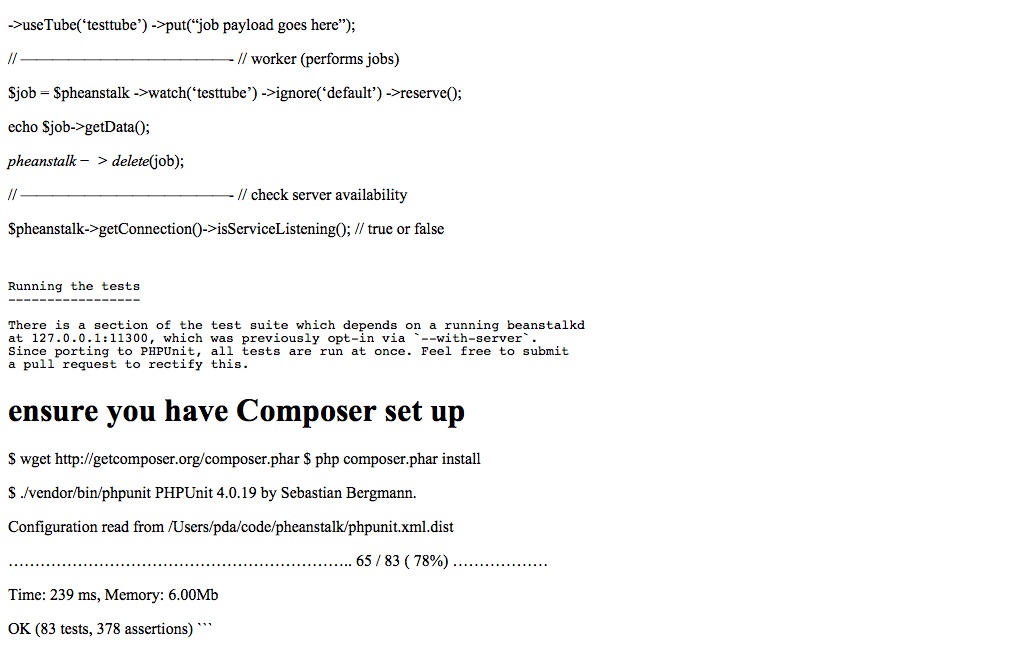 ->useTube(‘testtube’) ->put(“job payload goes here”);
// —————————————- // worker (performs jobs)
$job = $pheanstalk ->watch(‘testtube’) ->ignore(‘default’) ->reserve();
echo $job->getData();
pheanstalk− > delete(job);
// —————————————- // check server availability
$pheanstalk->getConnection()->isServiceListening(); // true or false
Running the tests
-----------------
There is a section of the test suite which depends on a running beanstalkd
at 127.0.0.1:11300, which was previously opt-in via `--with-server`.
Since porting to PHPUnit, all tests are run at once. Feel free to submit
a pull request to rectify this.
ensure you have Composer set up
$ wget http://getcomposer.org/composer.phar $ php composer.phar install
$ ./vendor/bin/phpunit PHPUnit 4.0.19 by Sebastian Bergmann.
Configuration read from /Users/pda/code/pheanstalk/phpunit.xml.dist
………………………………………………………….. 65 / 83 ( 78%) ………………
Time: 239 ms, Memory: 6.00Mb
OK (83 tests, 378 assertions) ```